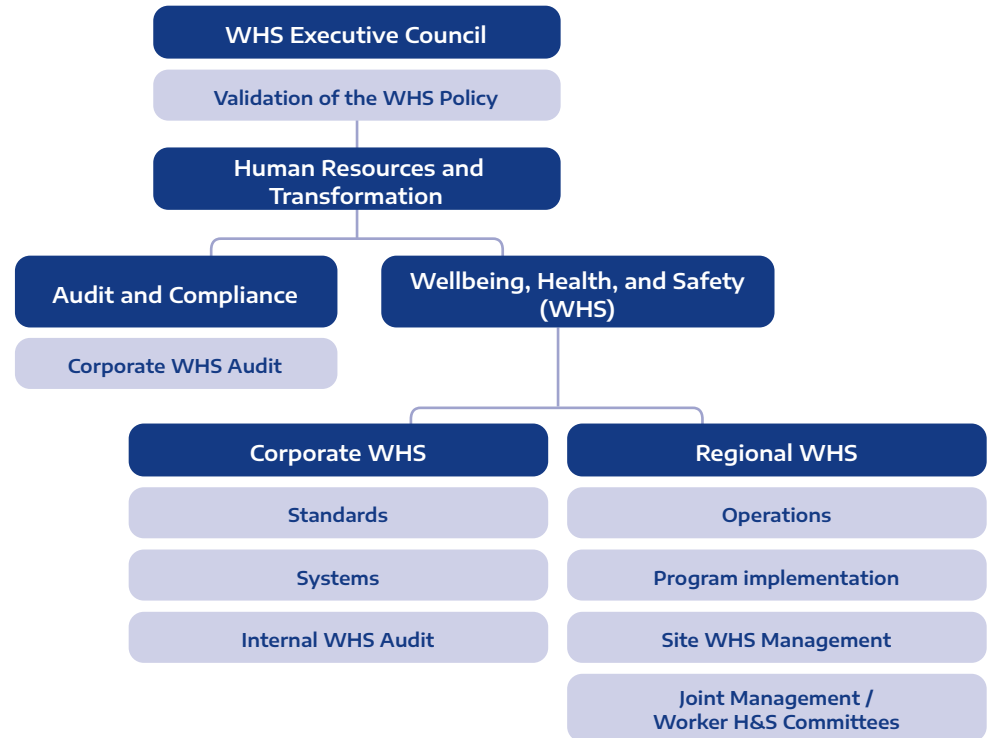 WHS Executive Council
Validation of the WHS Policy
Human Resources and
Transformation
Audit and Compliance
Corporate WHS Audit
Wellbeing, Health, and Safety
(WHS)
Corporate WHS
Standards
Systems
Internal WHS Audit
Regional WHS
Operations
Program implementation
Site WHS Management
Joint Management /
Worker H&S Committees